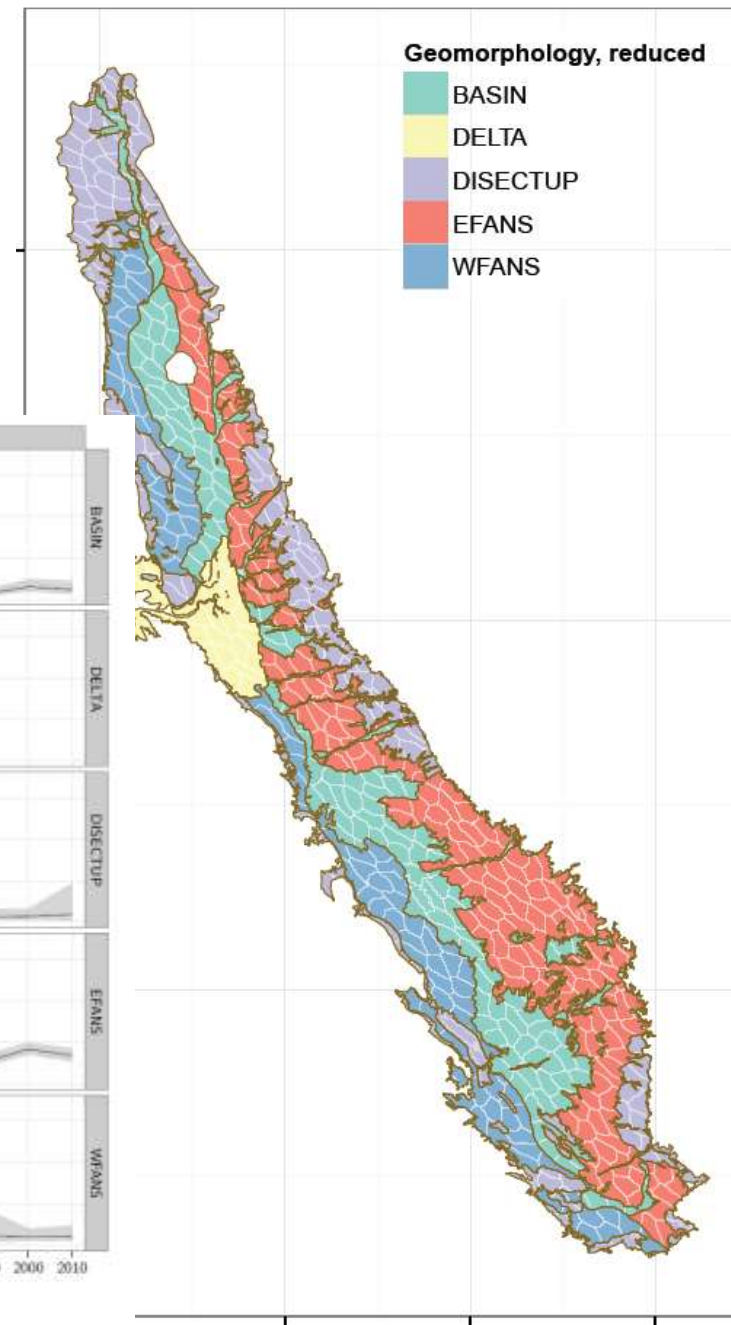 Geomorphology, reduced
BASIN
DELTA
DISECTUP
EFANS
WFANS
BASIN
DELTA
DISECTUP
EFANS
WFANS
2000 2010